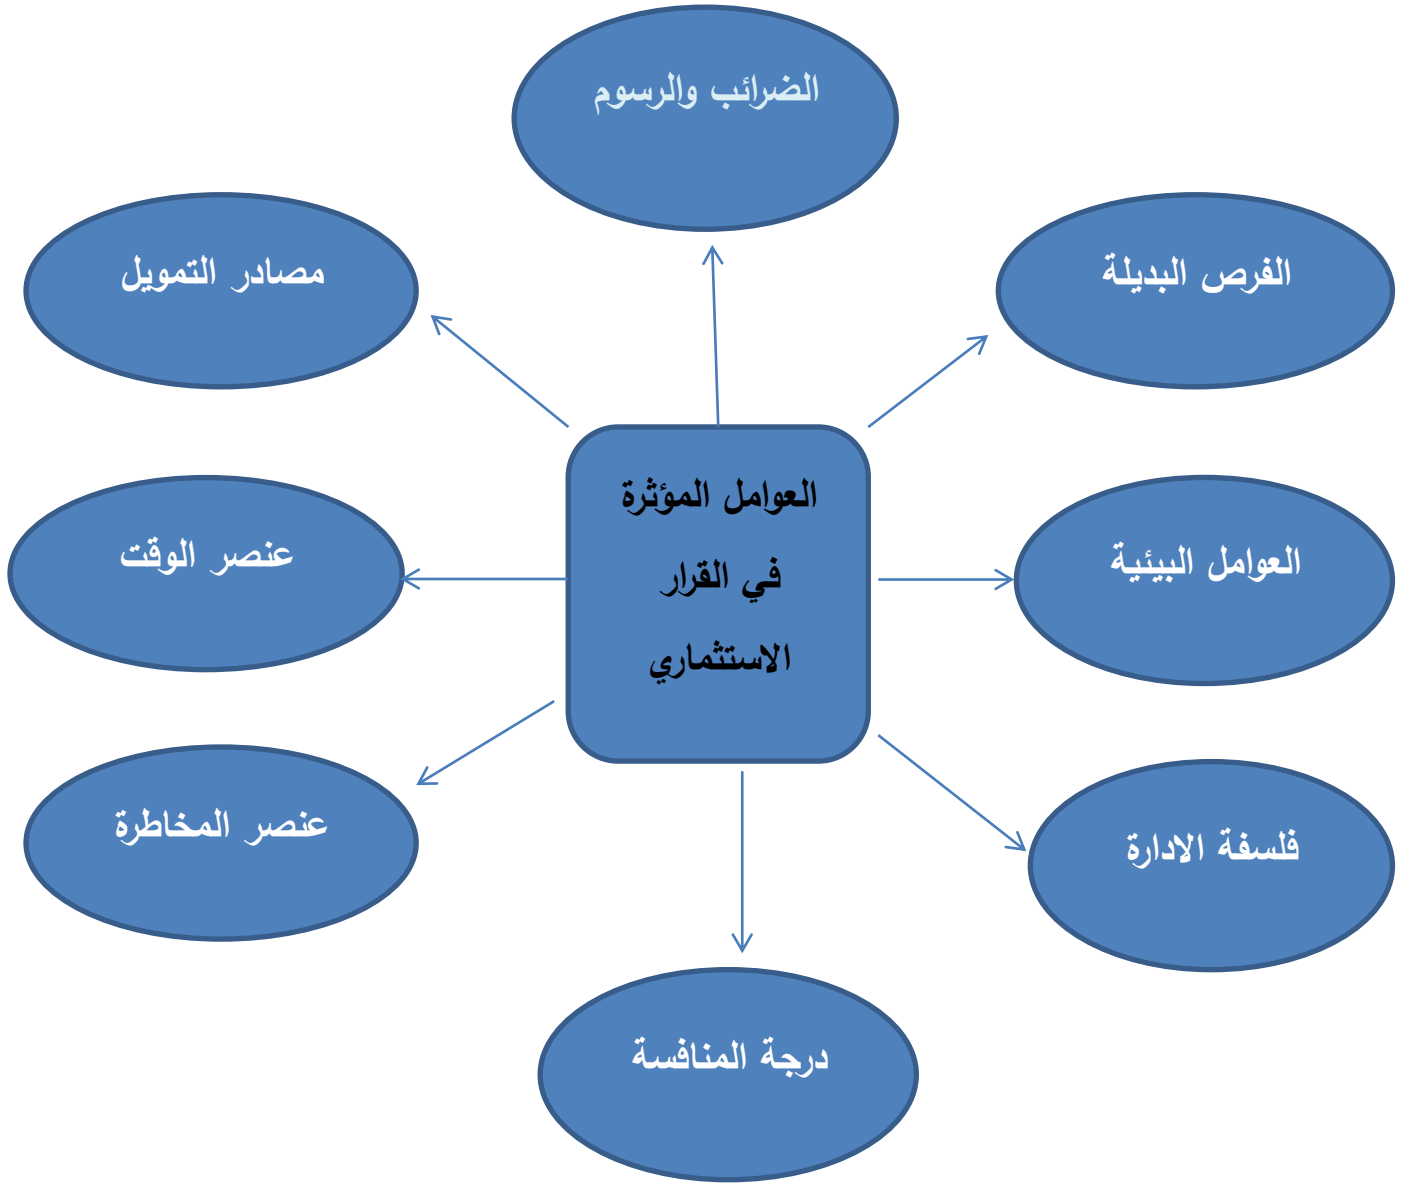 الضرائب والرسوم
الفرص البديلة
مصادر التمويل
العوامل المؤثرة
في القرار
الاستثماري
العوامل البيئية
عنصر الوقت
فلسفة الادارة
عنصر المخاطرة
درجة المنافسة